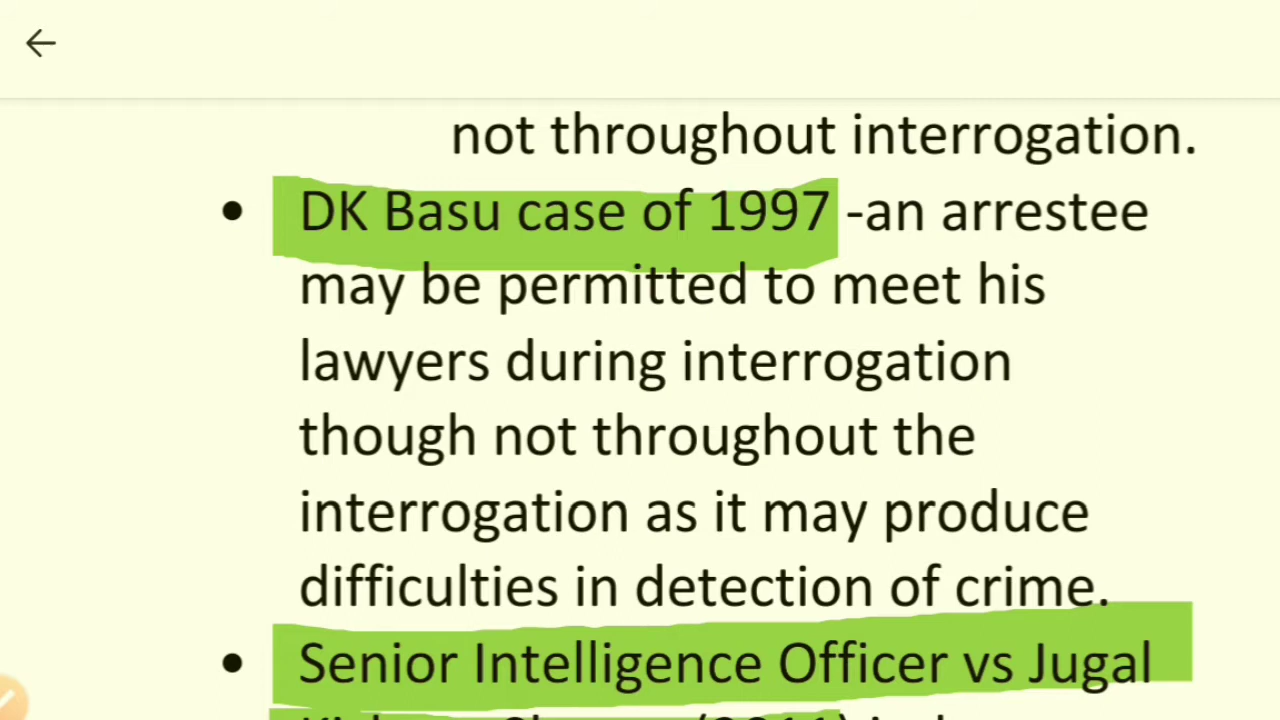 not throughout interrogation.
• DK Basu case of 1997 -an arrestee
may be permitted to meet his
lawyers during interrogation
though not throughout the
interrogation as it may produce
difficulties in detection of crime.
• Senior Intelligence Officer vs Jugal